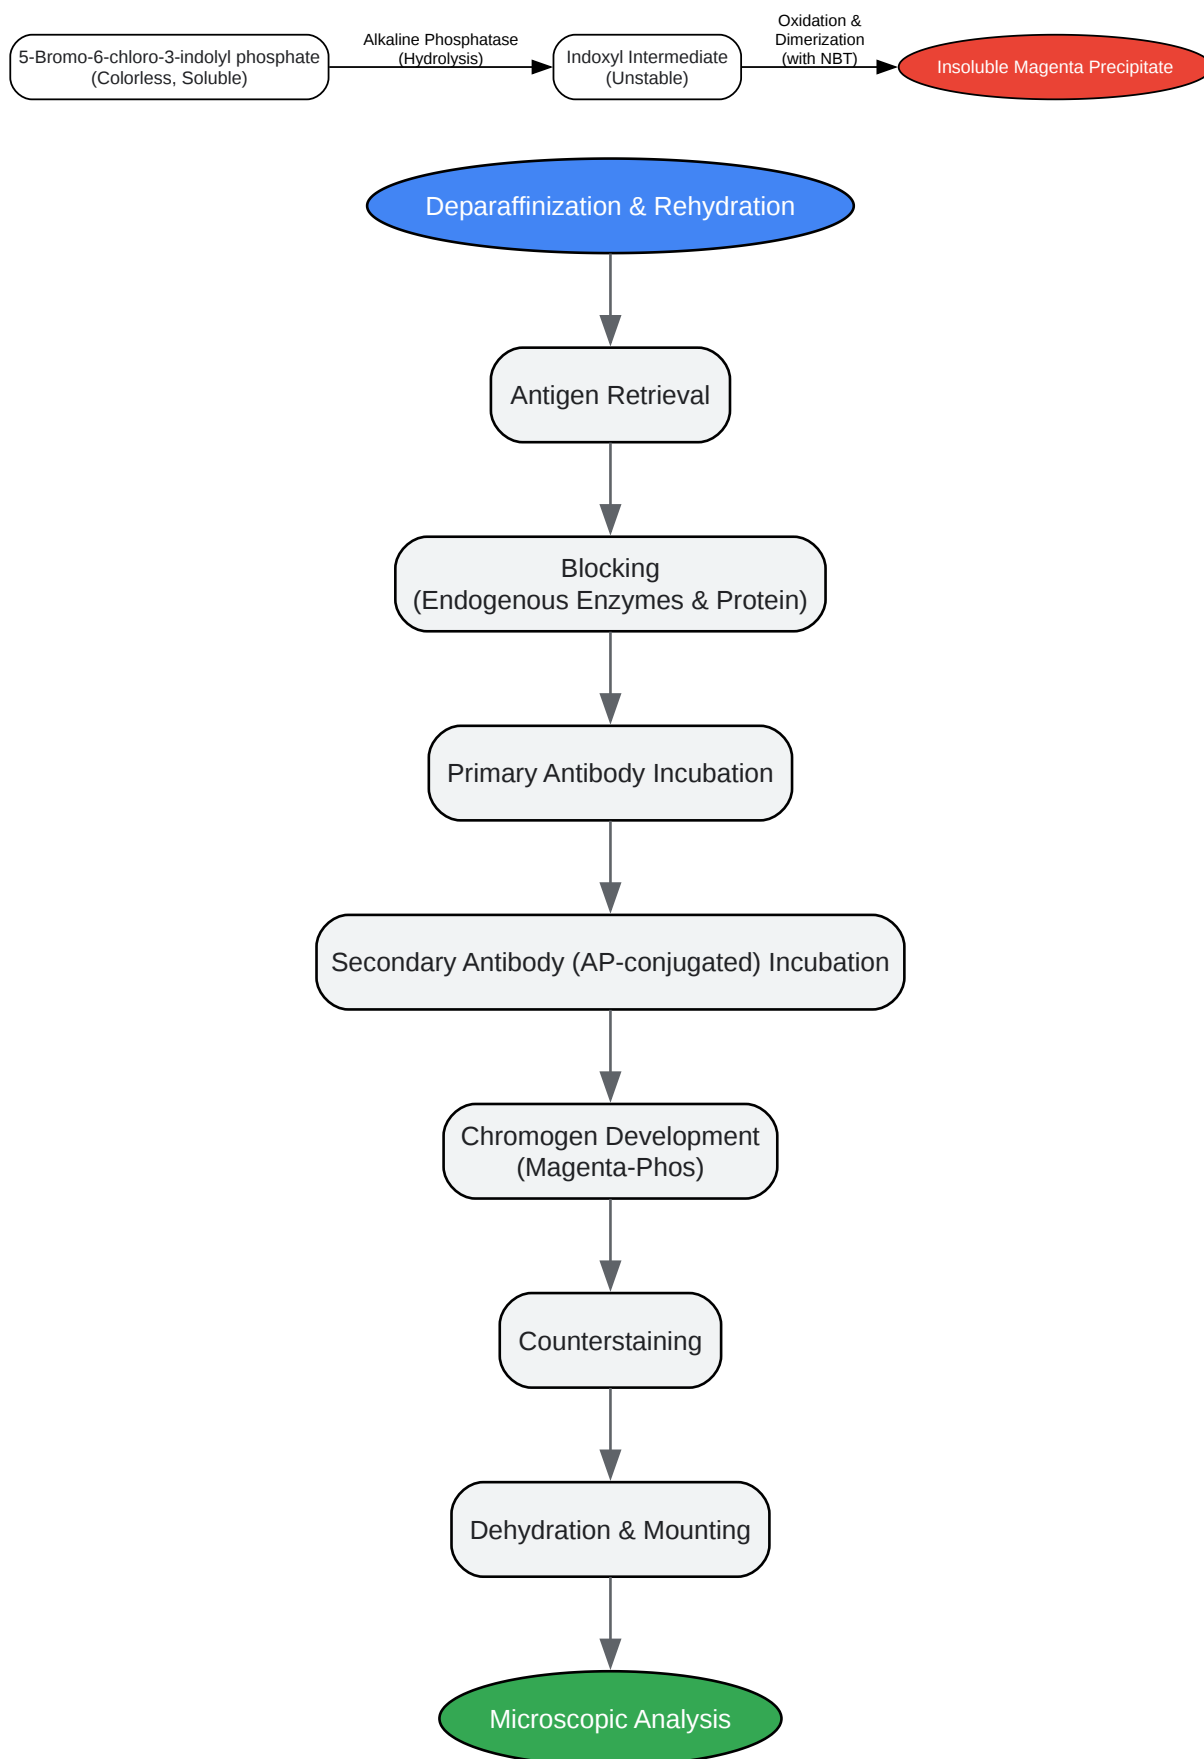 5-Bromo-6-chloro-3-indolyl phosphate
(Colorless, Soluble)
Alkaline Phosphatase
(Hydrolysis)
Indoxyl Intermediate
(Unstable)
Oxidation &
Dimerization
(with NBT)
Insoluble Magenta Precipitate
Deparaffinization & Rehydration
Antigen Retrieval
Blocking
(Endogenous Enzymes & Protein)
Primary Antibody Incubation
Secondary Antibody (AP-conjugated) Incubation
Chromogen Development
(Magenta-Phos)
Counterstaining
Dehydration & Mounting
Microscopic Analysis